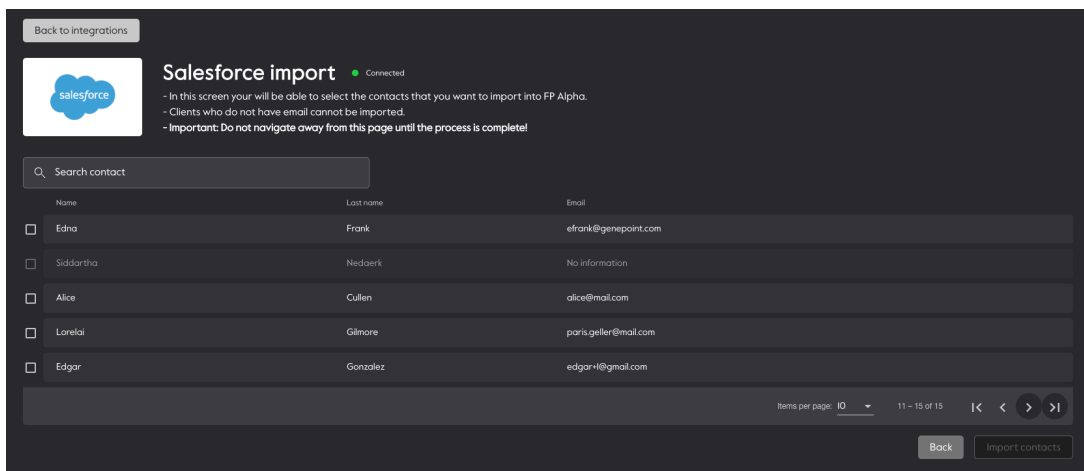 Back to integrations
salesforce
Salesforce import Connected
- In this screen your will be able to select the contacts that you want to import into FP Alpha.
- Clients who do not have email cannot be imported.
- Important: Do not navigate away from this page until the process is complete!
Search contact
Name Last name Email
Edna Frank efrank@genepoint.com
Siddartha Nedaerk No information
Alice Cullen alice@mail.com
Lorelai Gilmore paris.geller@mail.com
Edgar Gonzalez edgar+1@gmail.com
Items per page: 10 11 – 15 of 15
Back Import contacts